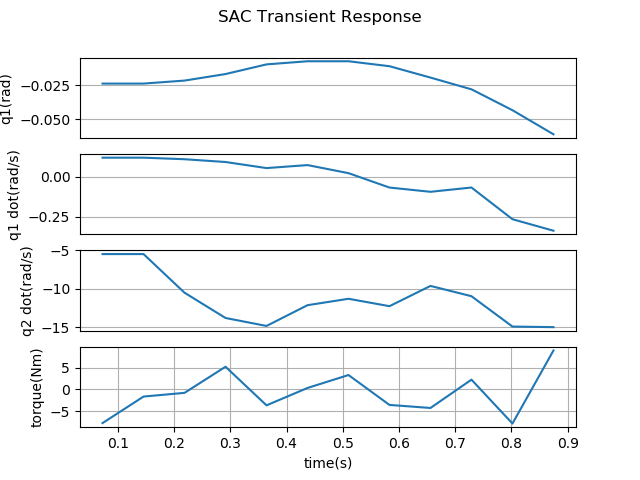 SAC Transient Response
q1(rad)
−0.025
−0.050
q1 dot(rad/s)
0.00
−0.25
q2 dot(rad/s)
−5
−10
−15
torque(Nm)
5
0
−5
0.1 0.2 0.3 0.4 0.5 0.6 0.7 0.8 0.9
time(s)